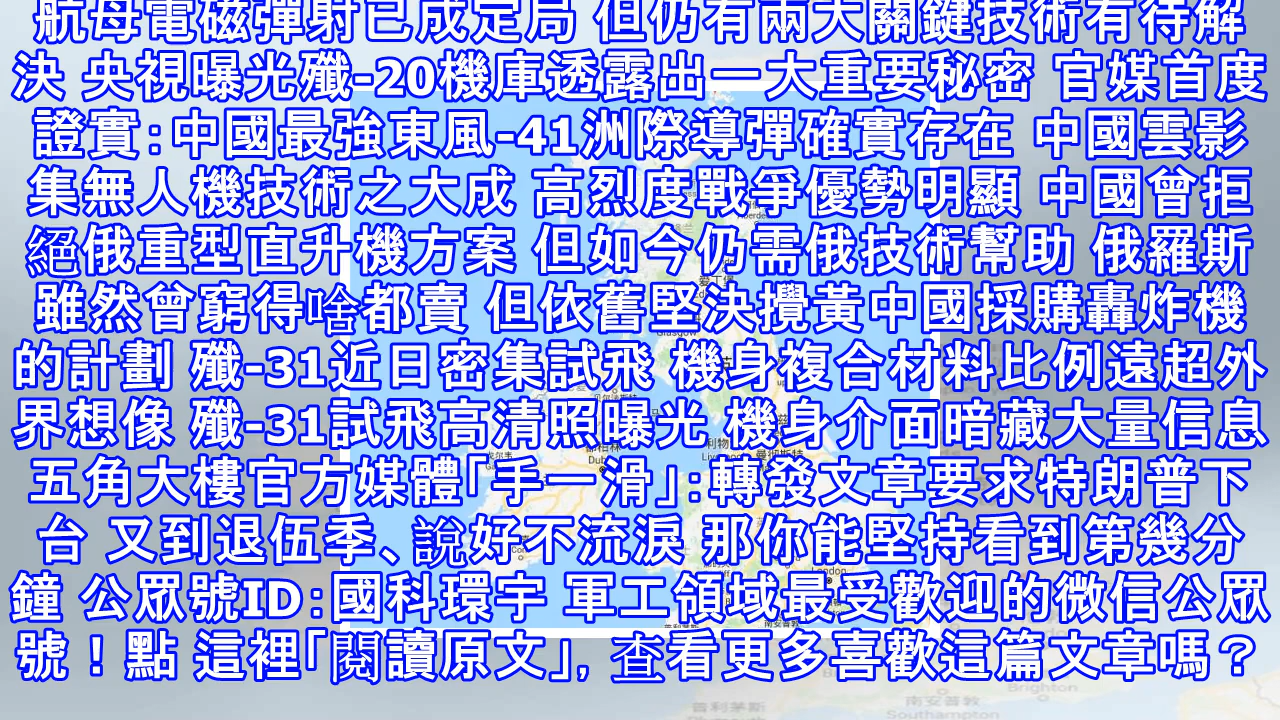 航母電磁彈射已成定局 但仍有兩大關鍵技術有待解
決 央視曝光殲-20機庫透露出一大重要秘密 官媒首度
證實:中國最強東風-41洲際導彈確實存在 中國雲影
集無人機技術之大成 高烈度戰爭優勢明顯 中國曾拒
絕俄重型直升機方案 但如今仍需俄技術幫助 俄羅斯
雖然曾窮得啥都賣 但依舊堅決攪黃中國採購轟炸機
的計劃 殲-31近日密集試飛 機身複合材料比例遠超外
界想像 殲-31試飛高清照曝光 機身介面暗藏大量信息
五角大樓官方媒體「手一滑」:轉發文章要求特朗普下
台 又到退伍季、說好不流淚 那你能堅持看到第幾分
鐘 公眾號ID:國科環宇 軍工領域最受歡迎的微信公眾
號！點 這裡「閱讀原文」, 查看更多喜歡這篇文章嗎？
普利茅斯
南安普敦
Southampton
Brighton